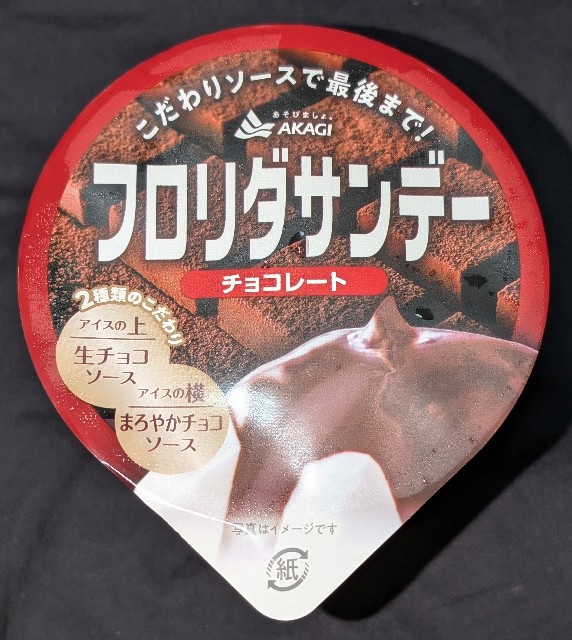 こだわりソースで最後まで!
あそびましょ。
AKAGI
フロリダサンデー
チョコレート
2種類のこだわり
アイスの上
生チョコ
ソース
アイスの横
まろやかチョコ
ソース
写真はイメージです
紙